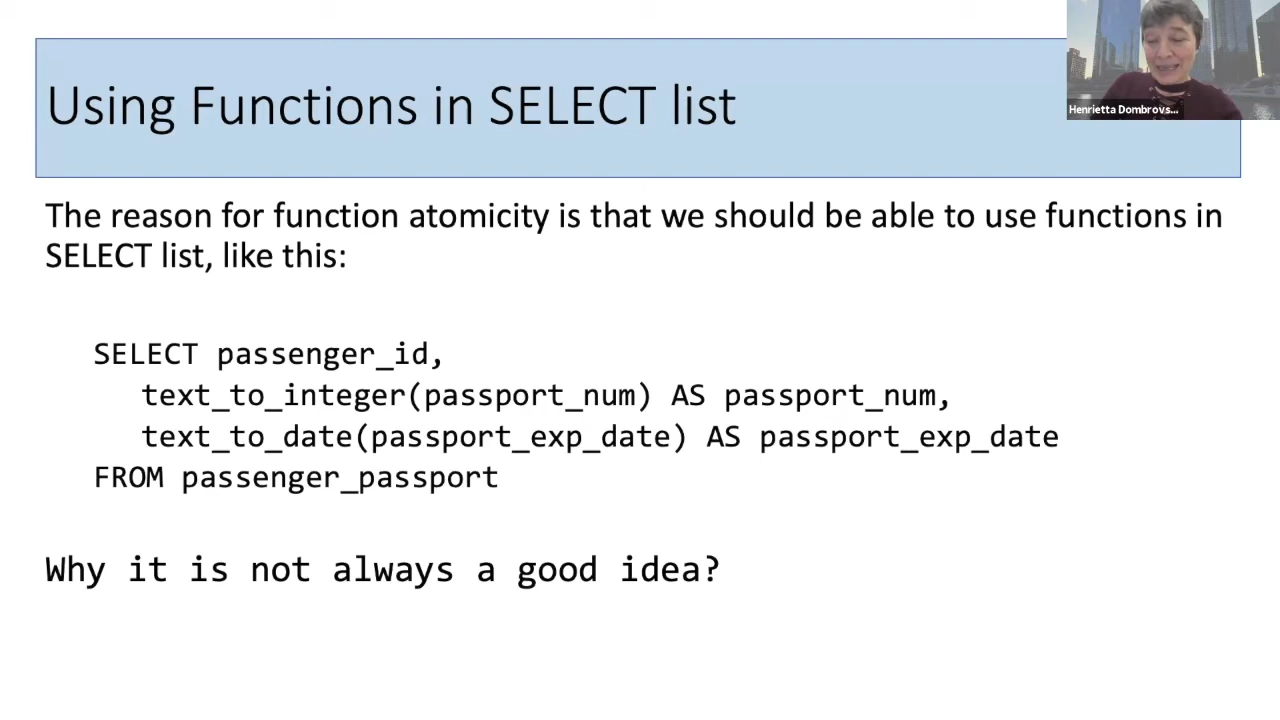 Using Functions in SELECT list
Henrietta Dombrovs...
The reason for function atomicity is that we should be able to use functions in
SELECT list, like this:
SELECT passenger_id,
text_to_integer(passport_num) AS passport_num,
text_to_date(passport_exp_date) AS passport_exp_date
FROM passenger_passport
Why it is not always a good idea?